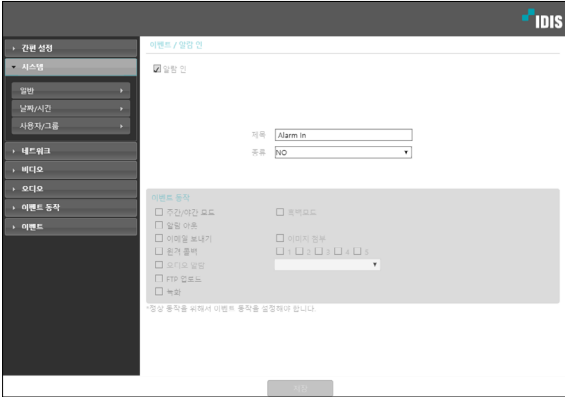 IDIS
간편 설정
시스템
일반
날짜/시간
사용자/그룹
네트워크
비디오
오디오
이벤트 동작
이벤트
이벤트 / 알람 인
알람 인
제목 Alarm In
종류 NO
이벤트 동작
주간/야간 모드 흑백모드
알람 아웃
이메일 보내기 이미지 첨부
원격 콜백 1 2 3 4 5
오디오 알람
FTP 업로드
녹화
*정상 동작을 위해서 이벤트 동작을 설정해야 합니다.
저장